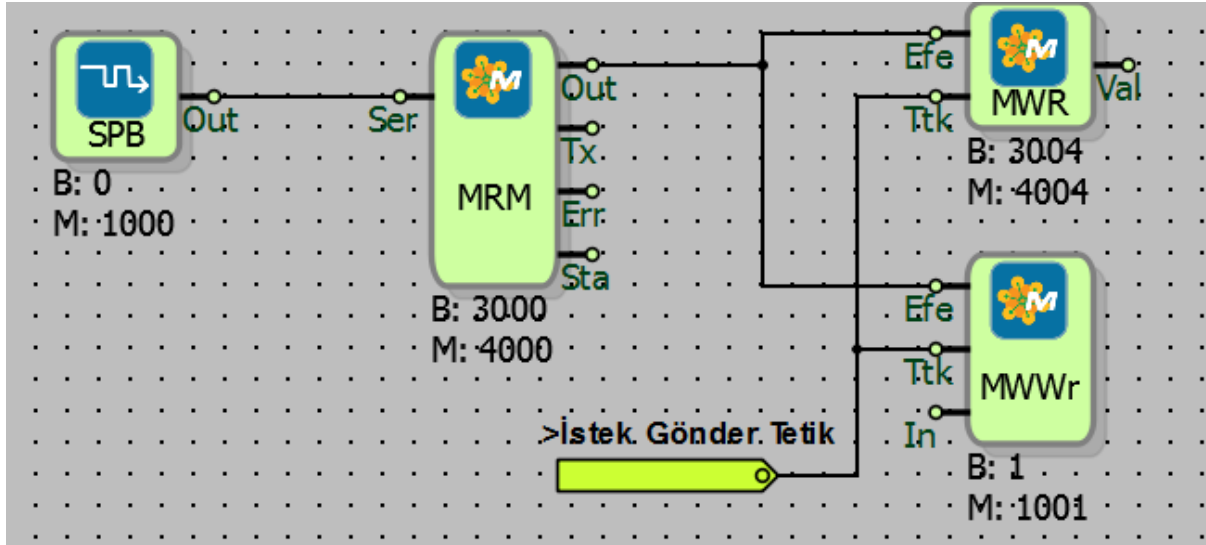 SPB
Out
B: 0
M: 1000
Ser
MRM
Out
Tx
Err
Sta
B: 3000
M: 4000
Efe
Ttk
MWR
Val
B: 3004
M: 4004
Efe
Ttk
In
MWWr
B: 1
M: 1001
>İstek Gönder Tetik